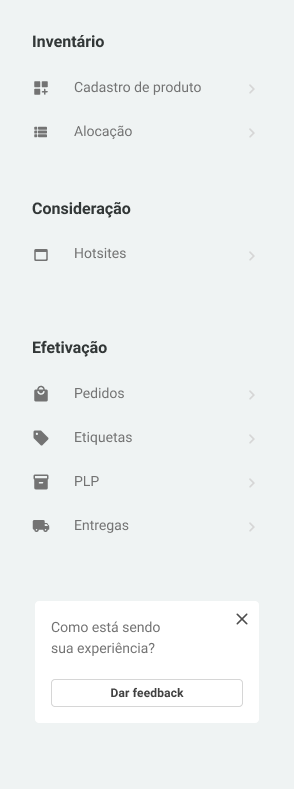 Inventário
Cadastro de produto
Alocação
Consideração
Hotsites
Efetivação
Pedidos
Etiquetas
PLP
Entregas
Como está sendo
sua experiência?
Dar feedback